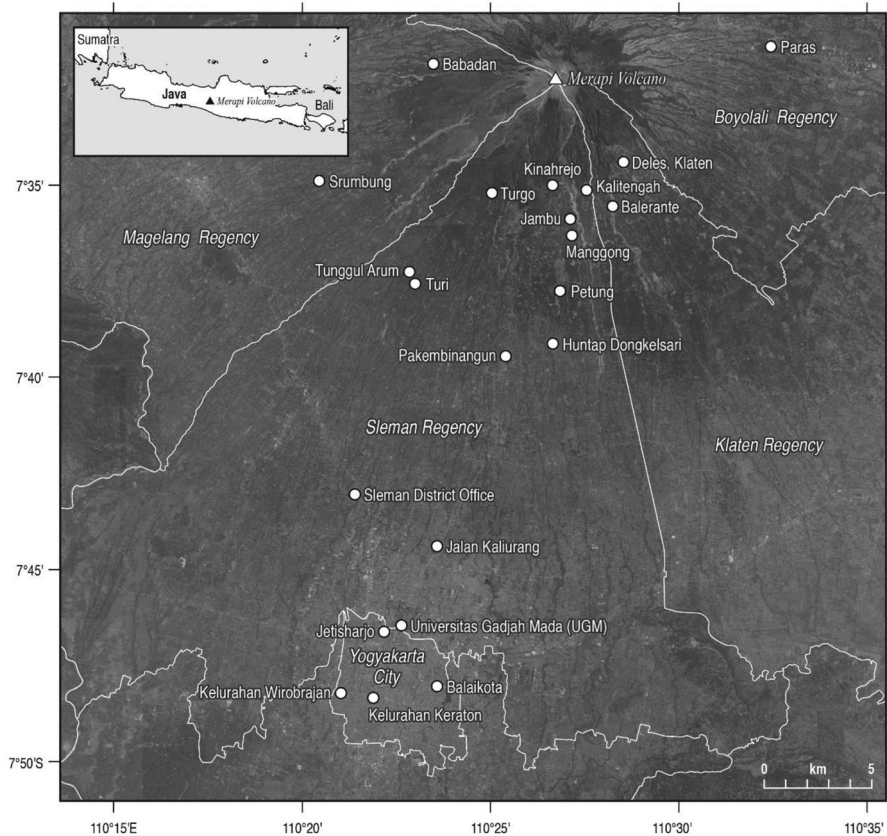 Sumatra
Java
Merapi Volcano
Bali
Babadan
Merapi Volcano
Paras
Boyolali Regency
Deles, Klaten
Kinahrejo
Kalitengah
7°35'
Srumbung
Turgo
Balerante
Jambu
Magelang Regency
Manggong
Tunggul Arum
Turi
Petung
Huntap Dongkelsari
Pakembinangun
7°40'
Sleman Regency
Klaten Regency
Sleman District Office
Jalan Kaliurang
7°45'
Universitas Gadjah Mada (UGM)
Jetisharjo
Yogyakarta
City
Balaikota
Kelurahan Wirobrajan
Kelurahan Keraton
7°50'S
0 km 5
110°15'E 110°20' 110°25' 110°30' 110°35'